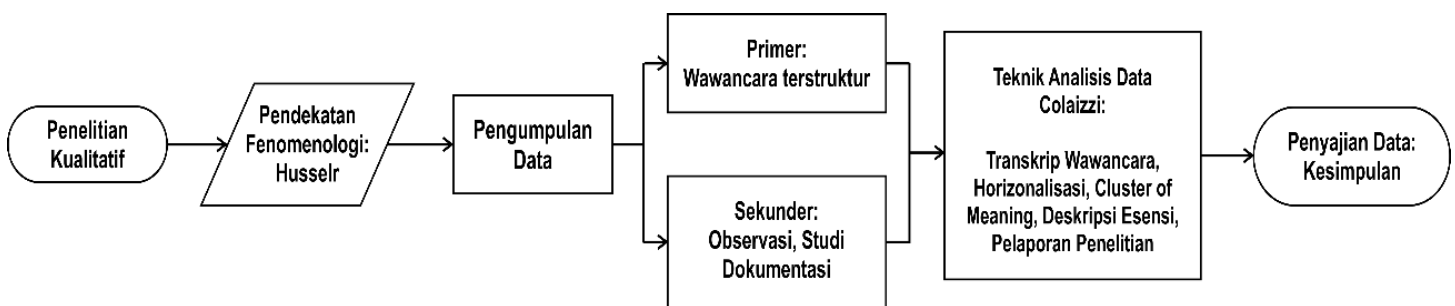 Penelitian
Kualitatif
Pendekatan
Fenomenologi:
Husselr
Pengumpulan
Data
Primer:
Wawancara terstruktur
Sekunder:
Observasi, Studi
Dokumentasi
Teknik Analisis Data
Colaizzi:
Transkrip Wawancara,
Horizonalisasi, Cluster of
Meaning, Deskripsi Esensi,
Pelaporan Penelitian
Penyajian Data:
Kesimpulan